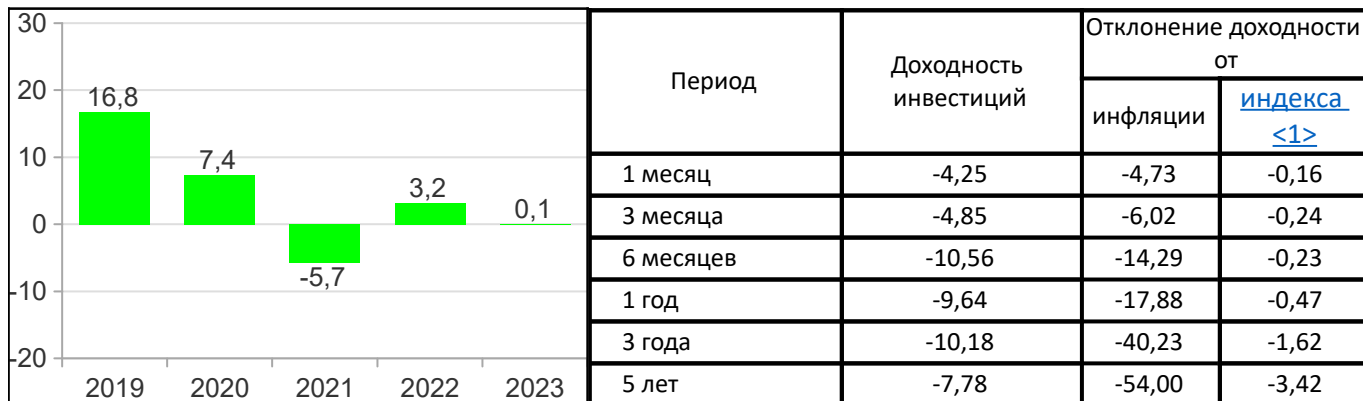 30
20
10
0
-10
-20
16,8
7,4
-5,7
3,2
0,1
2019 2020 2021 2022 2023
Период
Доходность
инвестиций
Отклонение доходности
от
инфляции
индекса
<1>
1 месяц -4,25 -4,73 -0,16
3 месяца -4,85 -6,02 -0,24
6 месяцев -10,56 -14,29 -0,23
1 год -9,64 -17,88 -0,47
3 года -10,18 -40,23 -1,62
5 лет -7,78 -54,00 -3,42